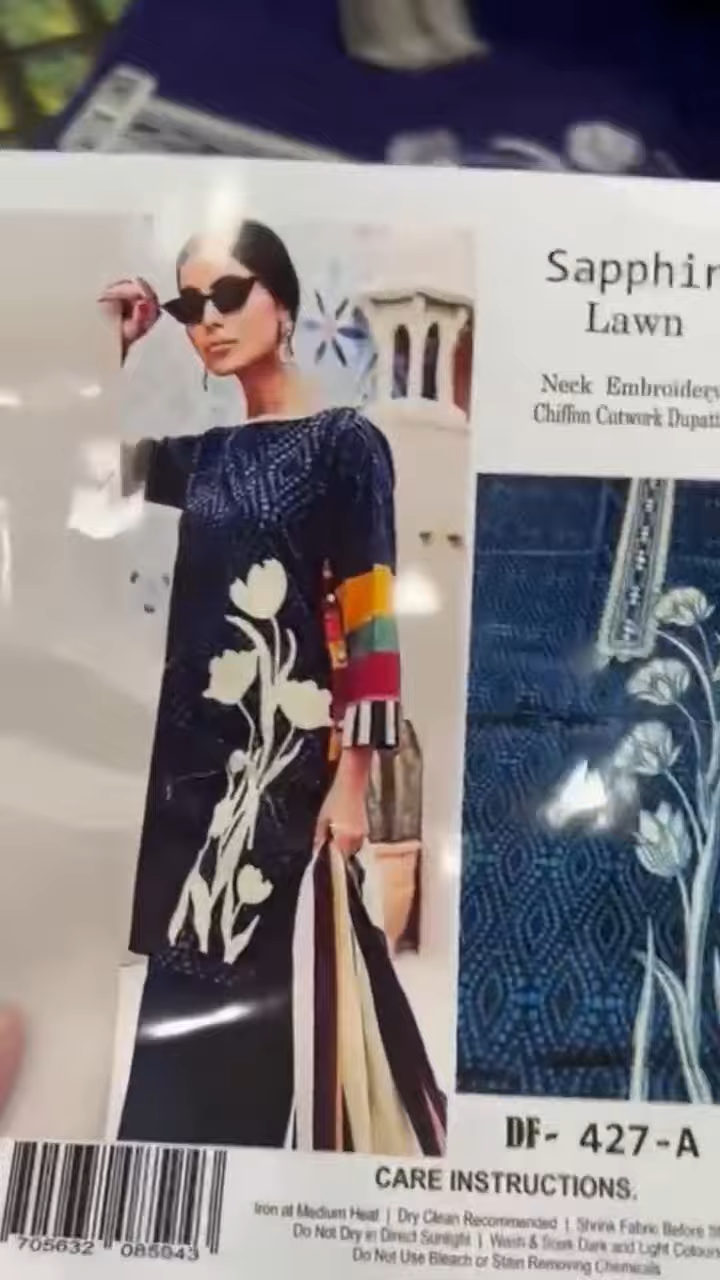 Sapphir
Lawn
Neck Embroidery
Chiffon Cutwork Dupatt
DF- 427-A
CARE INSTRUCTIONS.
Iron at Medium Heat | Dry Clean Recommended | Shrink Fabric Before
Do Not Dry in Direct Sunlight | Wash & Soak Dark and Light Colour
Do Not Use Bleach or Stain Removing Chemicals
705632 085943